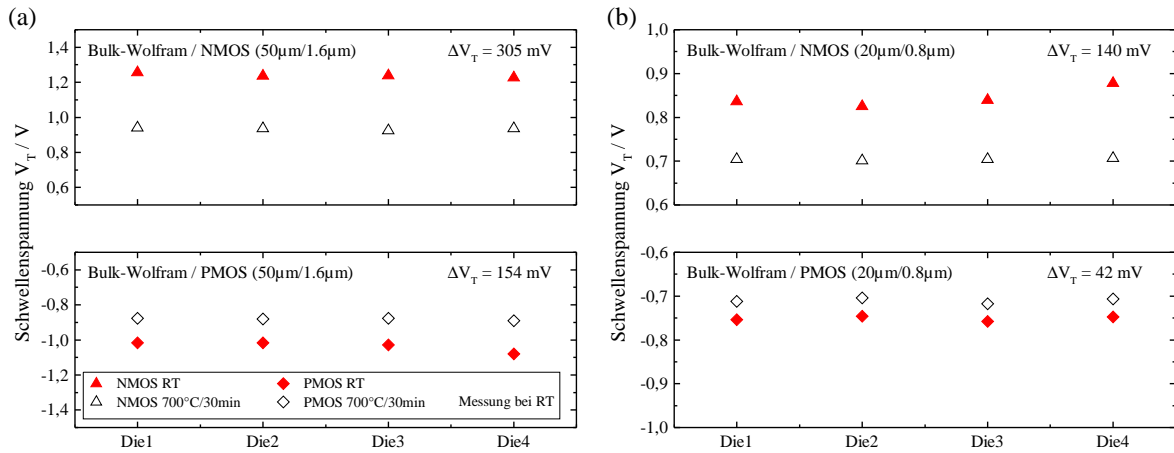 (a)
Schwellenspannung V_T / V
1,4
1,2
1,0
0,8
0,6
Bulk-Wolfram / NMOS (50µm/1.6µm) ΔV_T = 305 mV
-0,6
-0,8
-1,0
-1,2
-1,4
Bulk-Wolfram / PMOS (50µm/1.6µm) ΔV_T = 154 mV
NMOS RT PMOS RT
NMOS 700°C/30min PMOS 700°C/30min Messung bei RT
Die1 Die2 Die3 Die4
(b)
Schwellenspannung V_T / V
1,0
0,9
0,8
0,7
0,6
Bulk-Wolfram / NMOS (20µm/0.8µm) ΔV_T = 140 mV
-0,6
-0,7
-0,8
-0,9
-1,0
Bulk-Wolfram / PMOS (20µm/0.8µm) ΔV_T = 42 mV
Die1 Die2 Die3 Die4